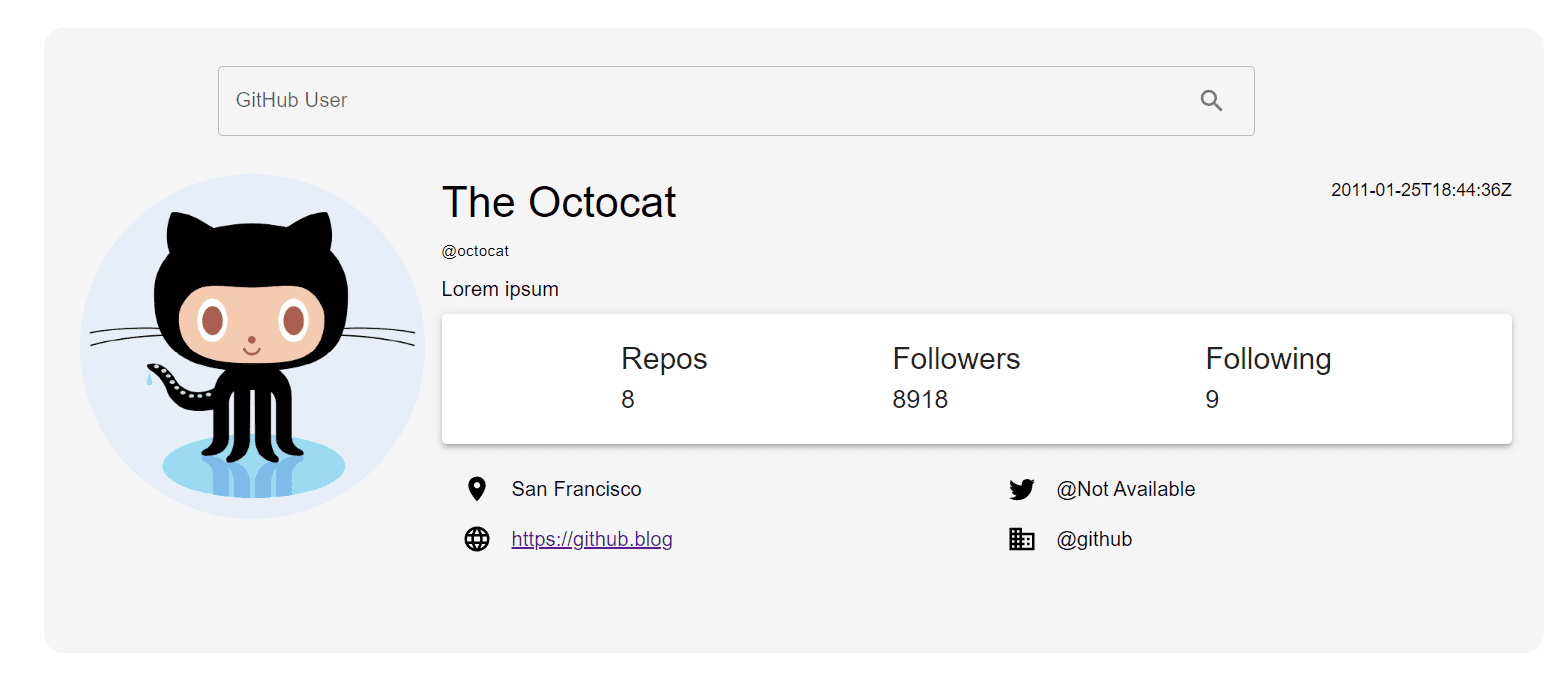 GitHub User
The Octocat
2011-01-25T18:44:36Z
@octocat
Lorem ipsum
Repos Followers Following
8 8918 9
San Francisco @Not Available
https://github.blog @github